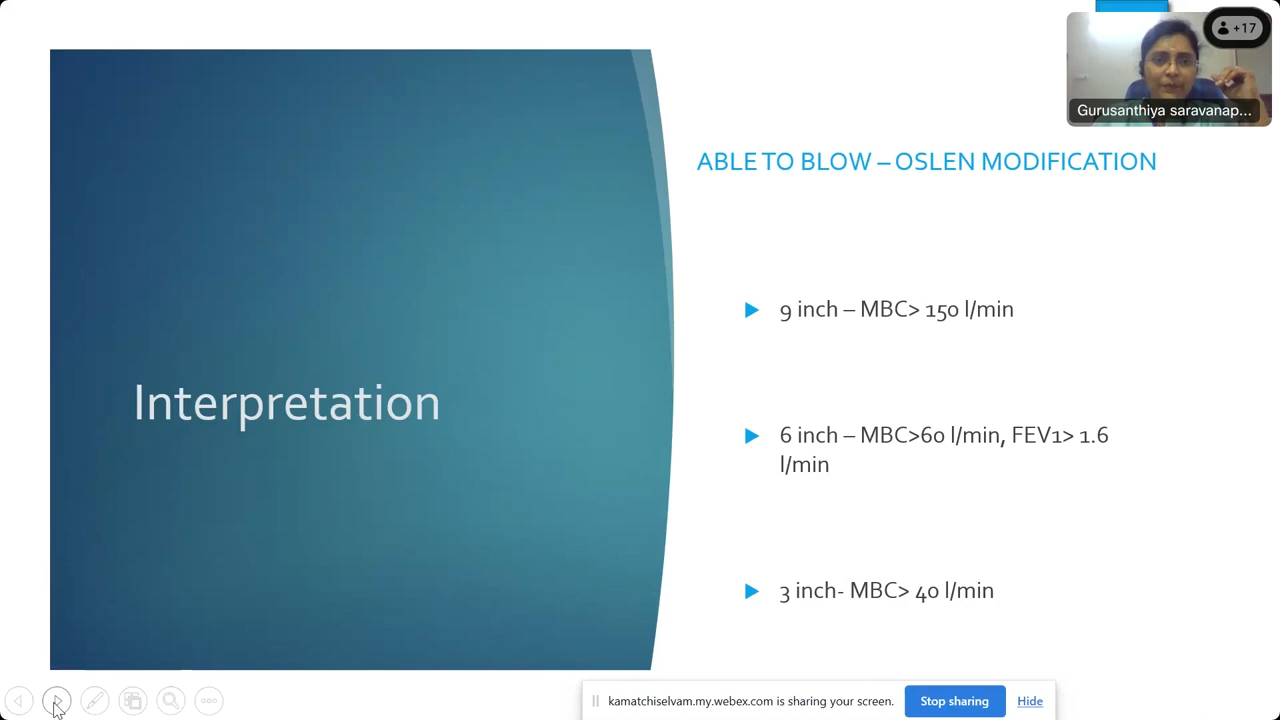 +17
Gurusanthiya saravanap...
ABLE TO BLOW – OSLEN MODIFICATION
9 inch – MBC> 150 l/min
Interpretation
6 inch – MBC>60 l/min, FEV1> 1.6
l/min
3 inch- MBC> 40 l/min
kamatchiselvam.my.webex.com is sharing your screen.
Stop sharing
Hide